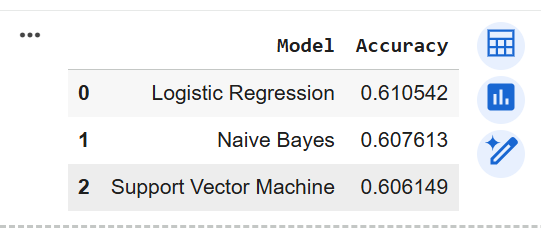 Model Accuracy
0 Logistic Regression 0.610542
1 Naive Bayes 0.607613
2 Support Vector Machine 0.606149